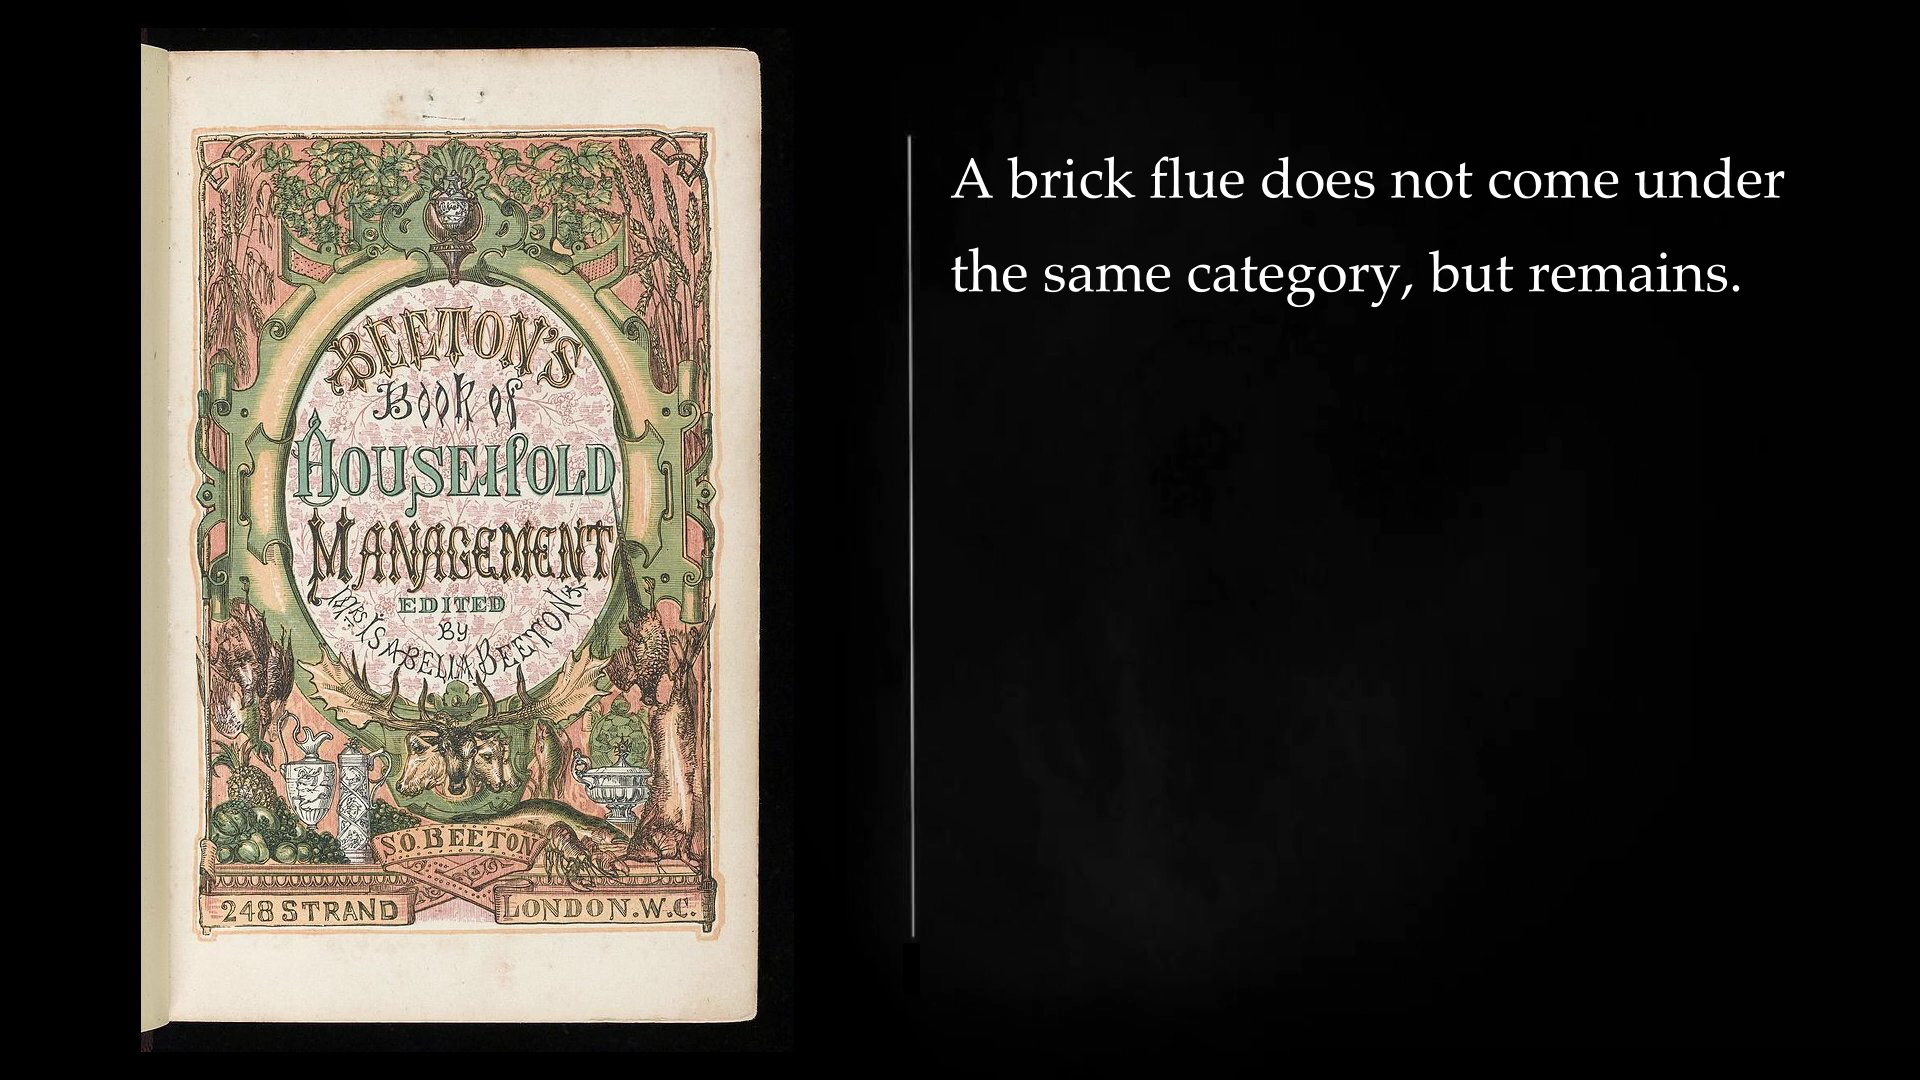 BEETON'S
BOOK OF
HOUSEHOLD
MANAGEMENT
EDITED
BY
MRS ISABELLA BEETON
S.O. BEETON
248 STRAND
LONDON.W.C.
A brick flue does not come under
the same category, but remains.